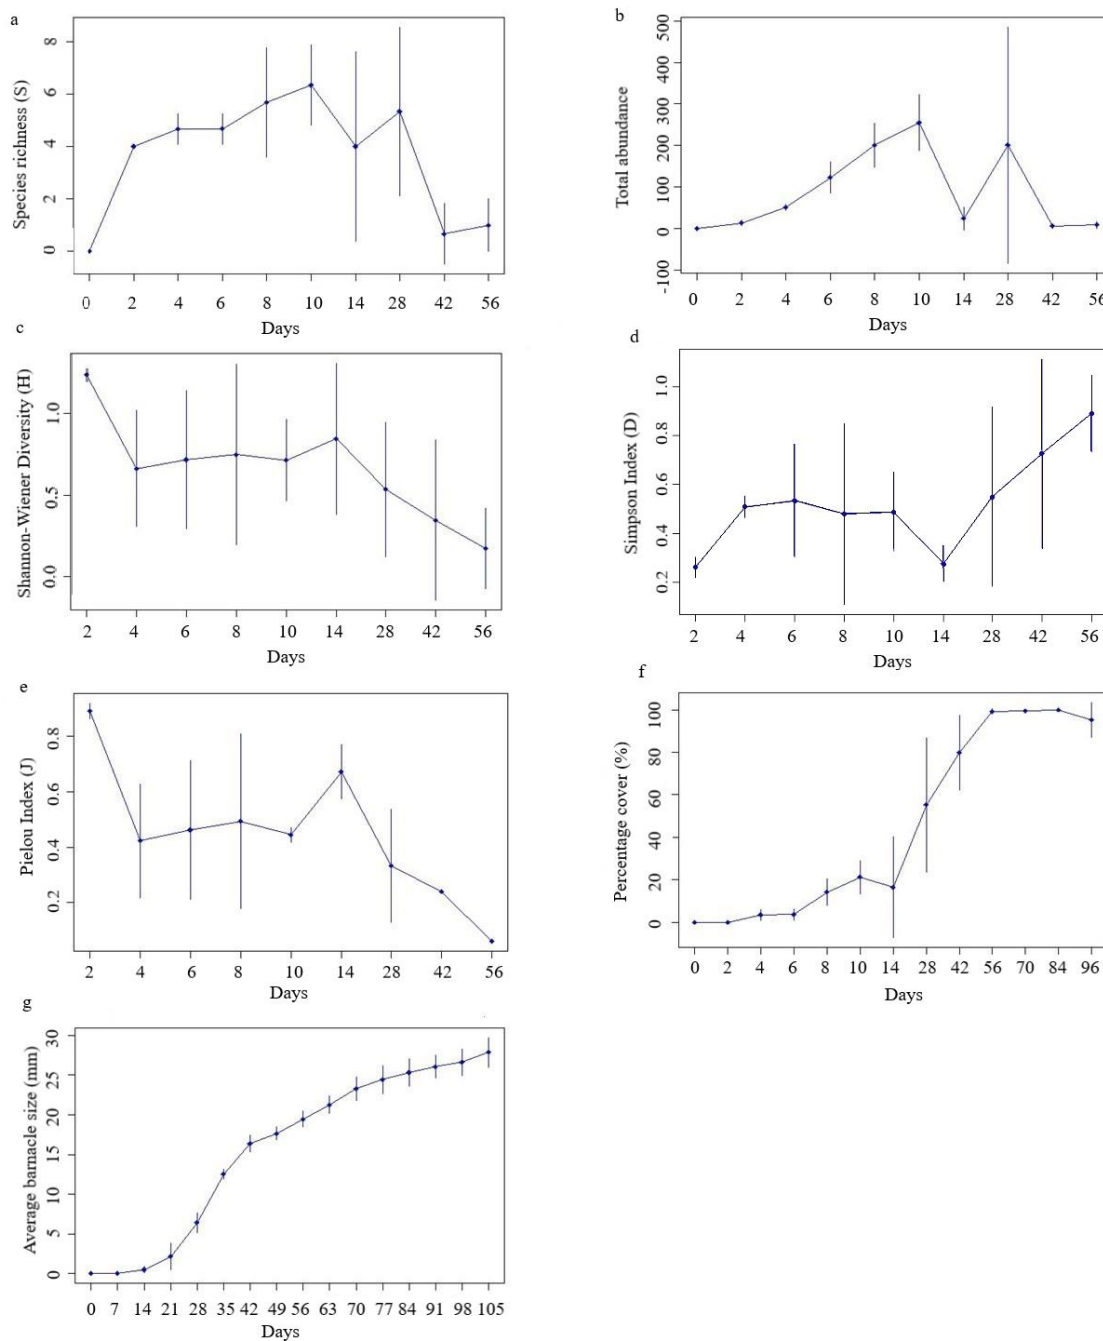 a
Species richness (S)
8
6
4
2
0
0 2 4 6 8 10 14 28 42 56
Days
b
Total abundance
500
400
300
200
100
0
-100
0 2 4 6 8 10 14 28 42 56
Days
c
Shannon-Wiener Diversity (H)
1.0
0.5
0.0
2 4 6 8 10 14 28 42 56
Days
d
Simpson Index (D)
1.0
0.8
0.6
0.4
0.2
2 4 6 8 10 14 28 42 56
Days
e
Pielou Index (J)
0.8
0.6
0.4
0.2
2 4 6 8 10 14 28 42 56
Days
f
Percentage cover (%)
100
80
60
40
20
0
0 2 4 6 8 10 14 28 42 56 70 84 96
Days
g
Average barnacle size (mm)
30
25
20
15
10
5
0
0 7 14 21 28 35 42 49 56 63 70 77 84 91 98 105
Days